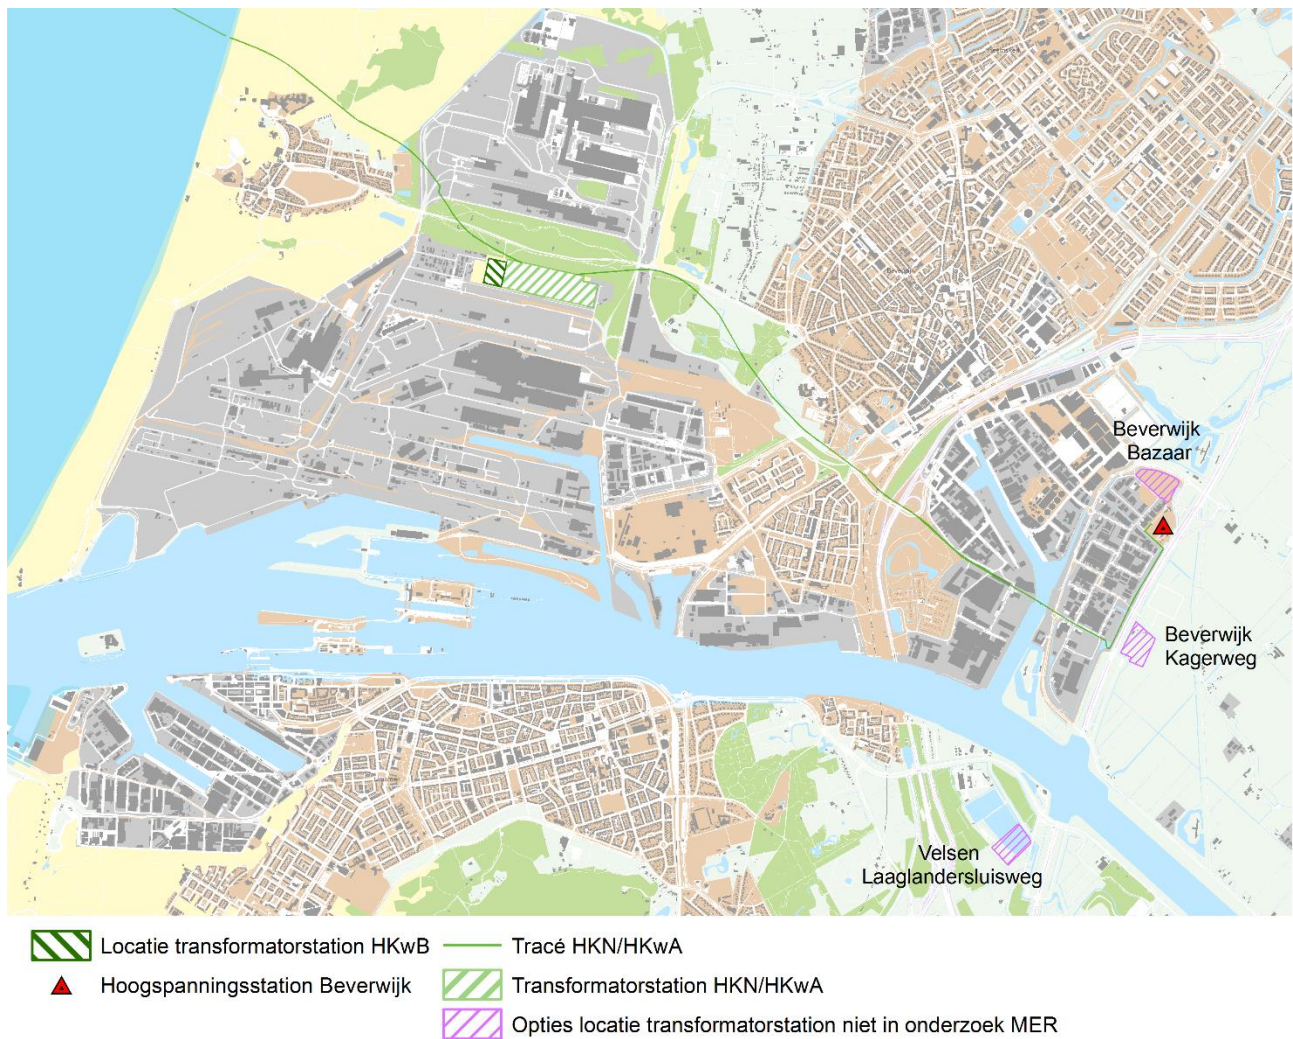 Beverwijk
Bazaar
Beverwijk
Kagerweg
Velsen
Laaglandersluisweg
Locatie transformatorstation HKwB
Tracé HKN/HKwA
Hoogspanningsstation Beverwijk
Transformatorstation HKN/HKwA
Opties locatie transformatorstation niet in onderzoek MER